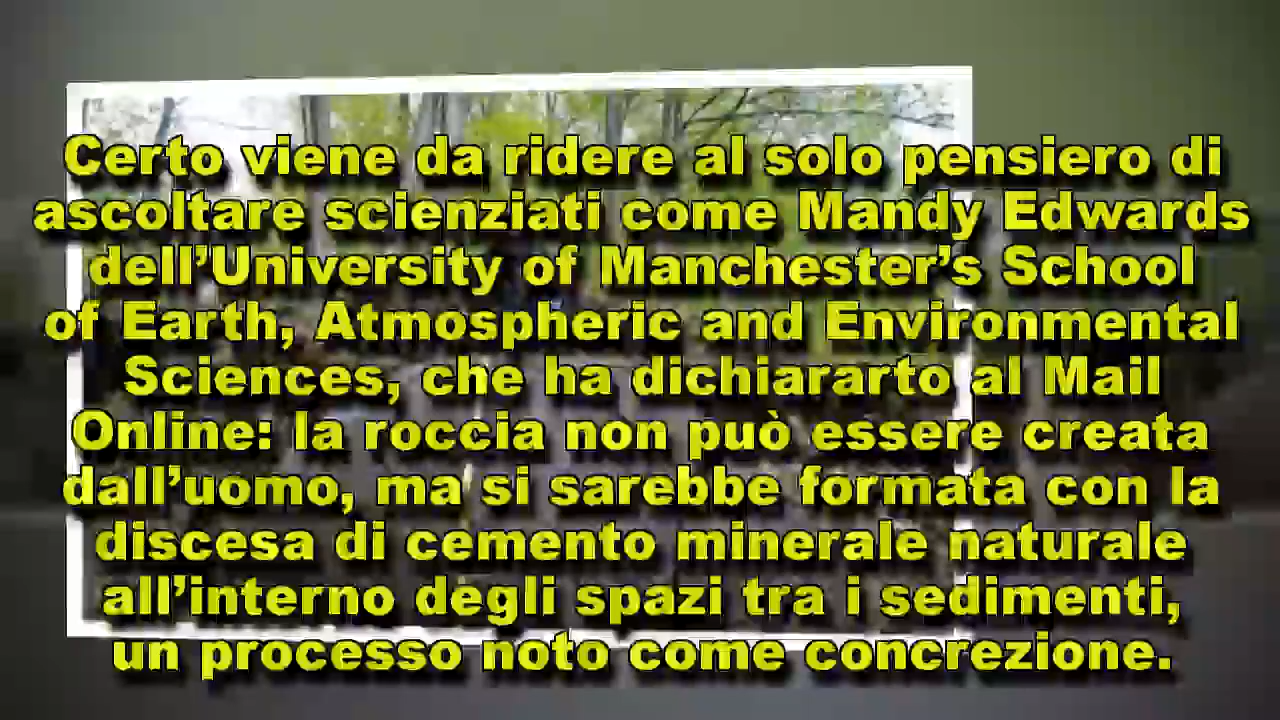 Certo viene da ridere al solo pensiero di
ascoltare scienziati come Mandy Edwards
dell’University of Manchester’s School
of Earth, Atmospheric and Environmental
Sciences, che ha dichiararto al Mail
Online: la roccia non può essere creata
dall’uomo, ma si sarebbe formata con la
discesa di cemento minerale naturale
all’interno degli spazi tra i sedimenti,
un processo noto come concrezione.